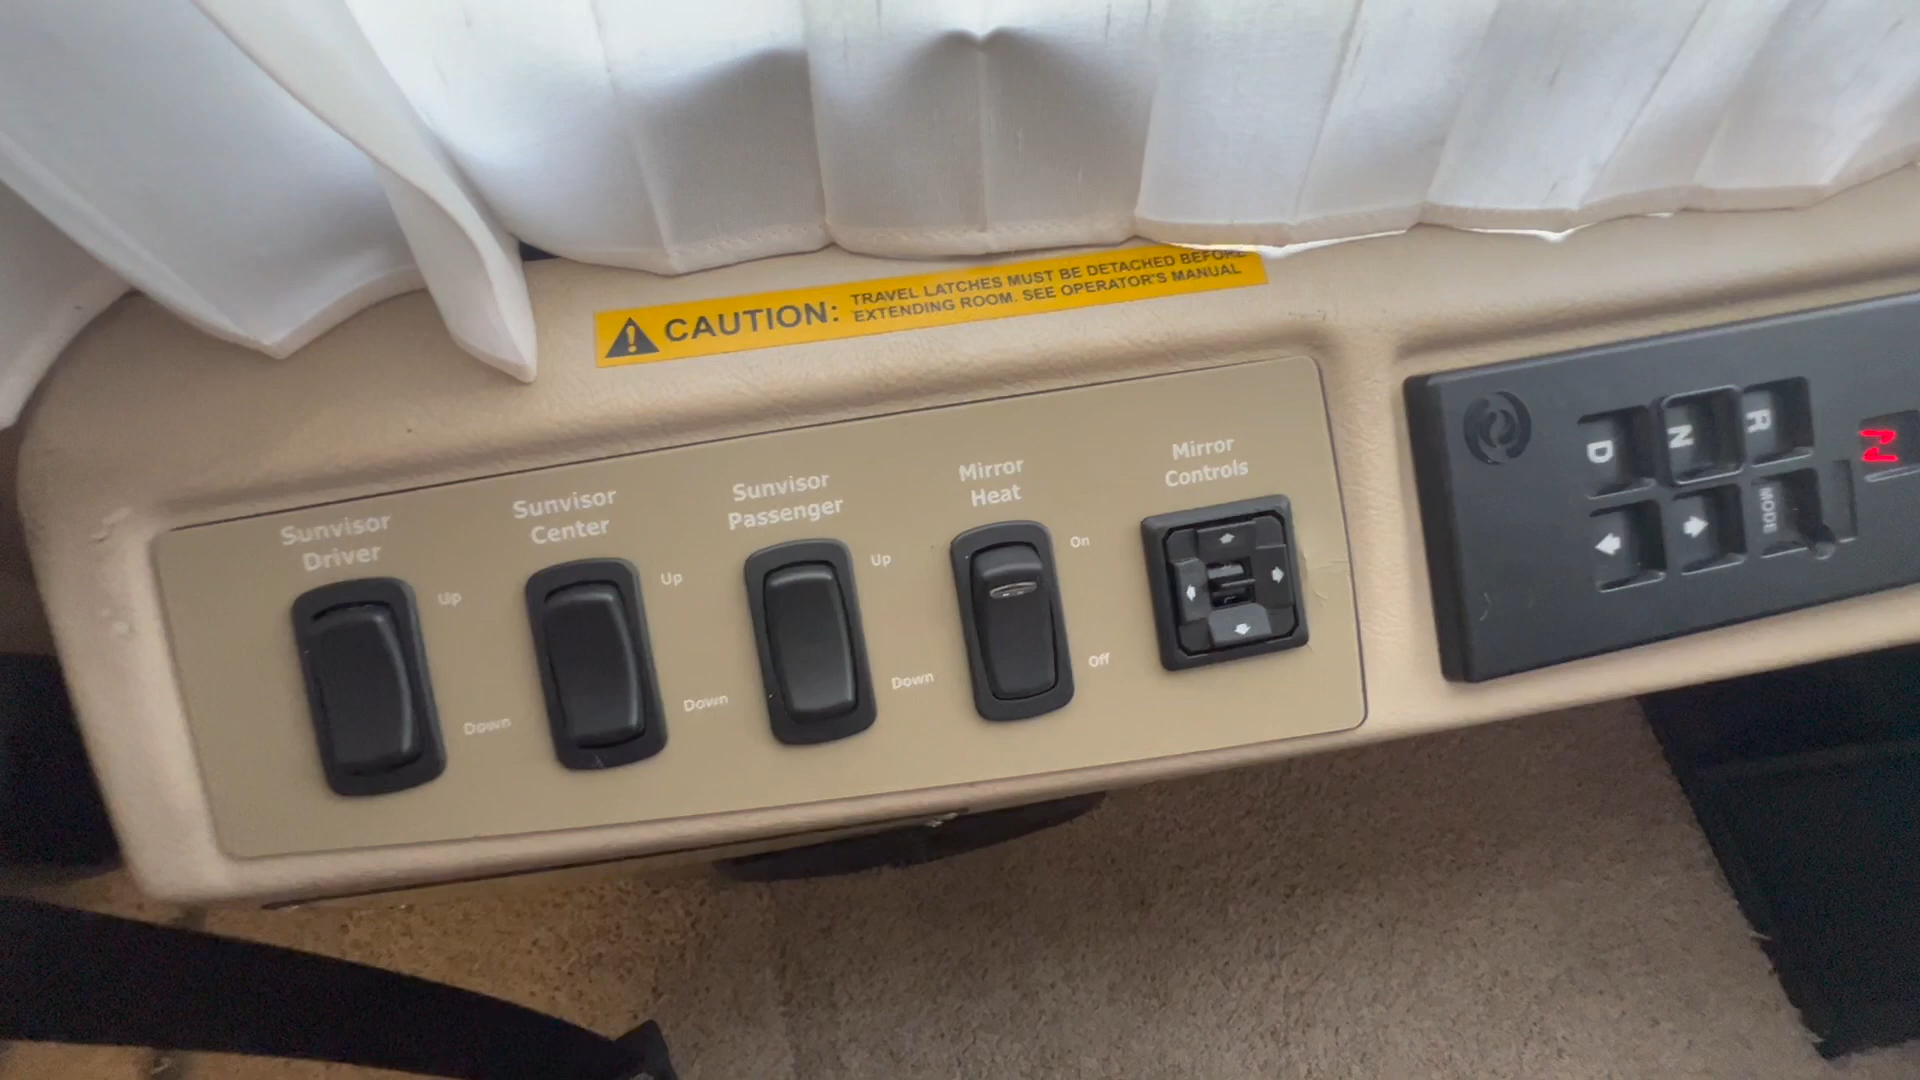 CAUTION:
TRAVEL LATCHES MUST BE DETACHED BEFORE
EXTENDING ROOM. SEE OPERATOR'S MANUAL
Sunvisor
Driver
Up
Down
Sunvisor
Center
Up
Down
Sunvisor
Passenger
Up
Down
Mirror
Heat
On
Off
Mirror
Controls
D
N
R
MODE